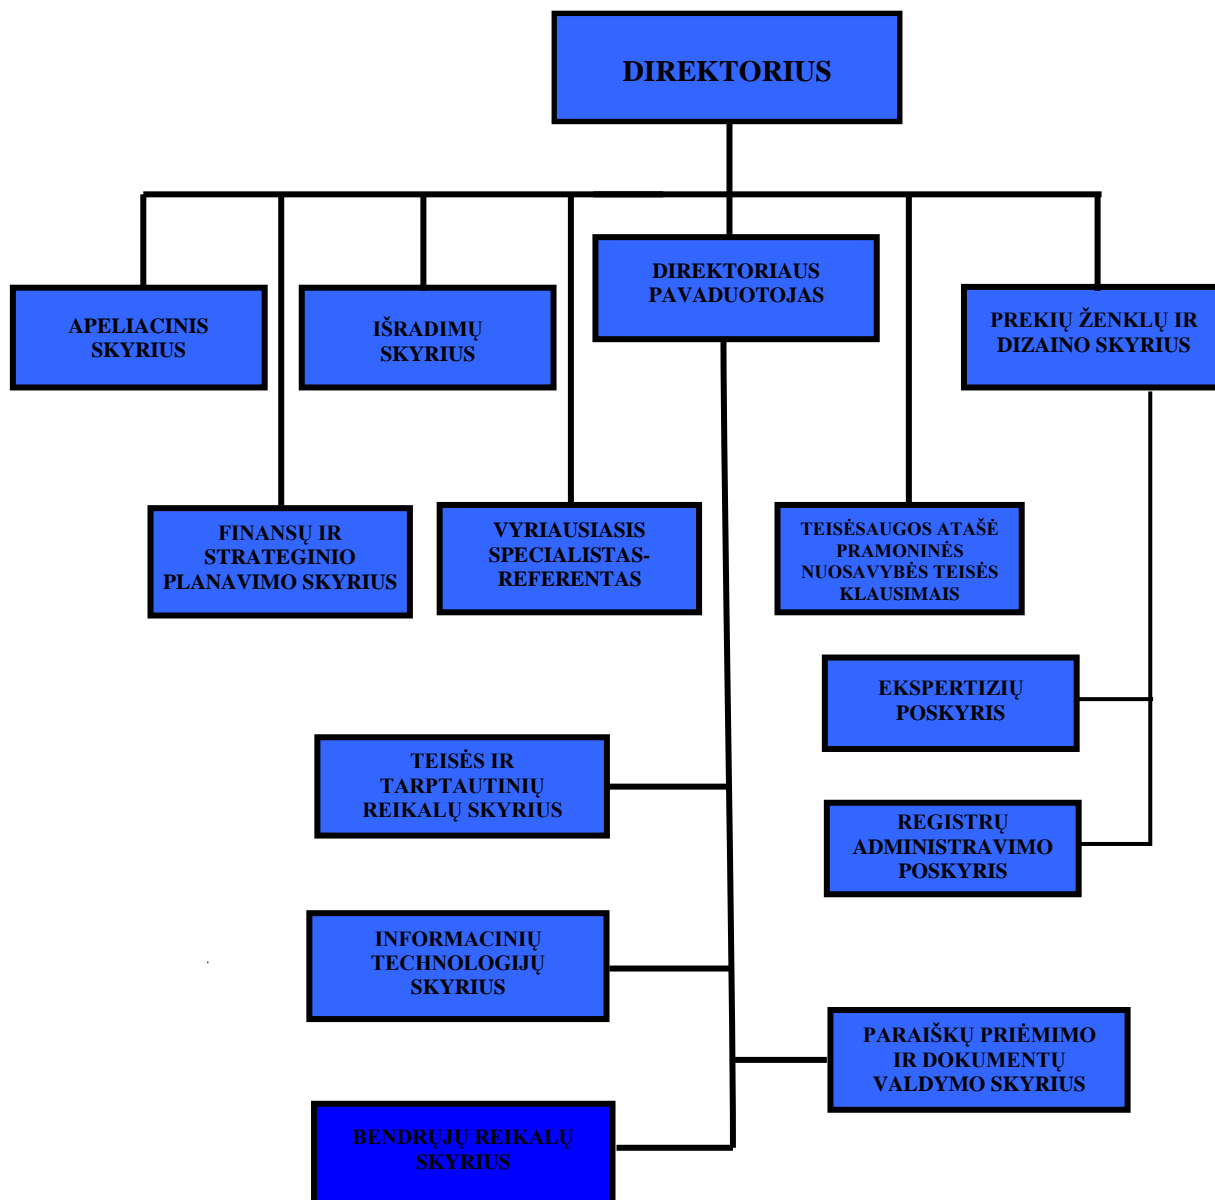 DIREKTORIUS
DIREKTORIAUS
PAVADUOTOJAS
APELIACINIS
SKYRIUS
IŠRADIMŲ
SKYRIUS
PREKIŲ ŽENKLŲ IR
DIZAINO SKYRIUS
FINANSŲ IR
STRATEGINIO
PLANAVIMO SKYRIUS
VYRIAUSIASIS
SPECIALISTAS-
REFERENTAS
TEISĖSAUGOS ATAŠĖ
PRAMONINĖS
NUOSAVYBĖS TEISĖS
KLAUSIMAIS
EKSPERTIZIŲ
POSKYRIS
TEISĖS IR
TARPTAUTINIŲ
REIKALŲ SKYRIUS
REGISTRŲ
ADMINISTRAVIMO
POSKYRIS
INFORMACINIŲ
TECHNOLOGIJŲ
SKYRIUS
PARAIŠKŲ PRIĖMIMO
IR DOKUMENTŲ
VALDYMO SKYRIUS
BENDRŲJŲ REIKALŲ
SKYRIUS